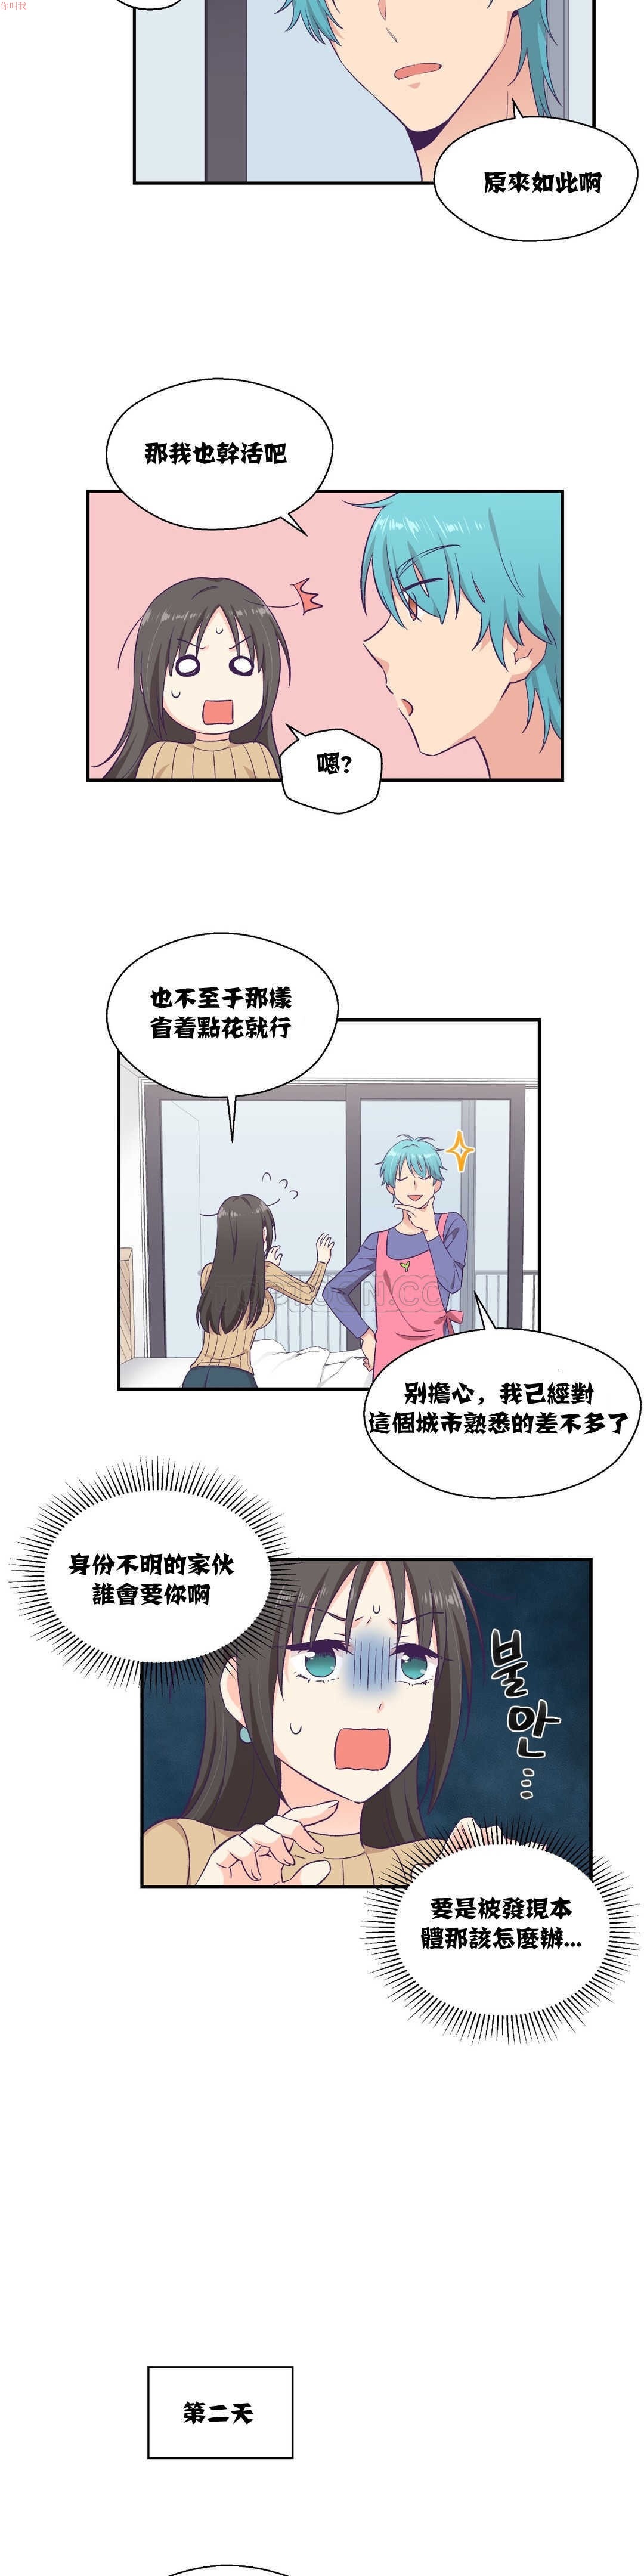 你叫我
原來如此啊
那我也幹活吧
嗯?
也不至于那樣
省着點花就行
別擔心，我已經對
這個城市熟悉的差不多了
身份不明的家伙
誰會要你啊
불안...
要是被發現本
體那該怎麼辦...
第二天